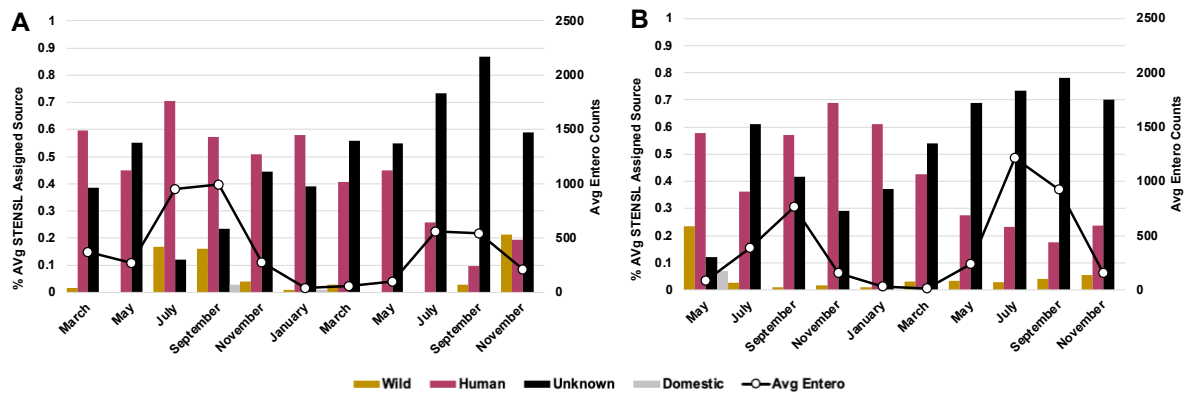 A
% AVg STENSL Assigned Source
1
0.9
0.8
0.7
0.6
0.5
0.4
0.3
0.2
0.1
0
2500
2000
1500
1000
500
0
Avg Entero Counts
March
May
July
September
November
January
March
May
July
September
November
B
% AVg STENSL Assigned Source
1
0.9
0.8
0.7
0.6
0.5
0.4
0.3
0.2
0.1
0
2500
2000
1500
1000
500
0
Avg Entero Counts
May
July
September
November
January
March
May
July
September
November
Wild Human Unknown Domestic Avg Entero